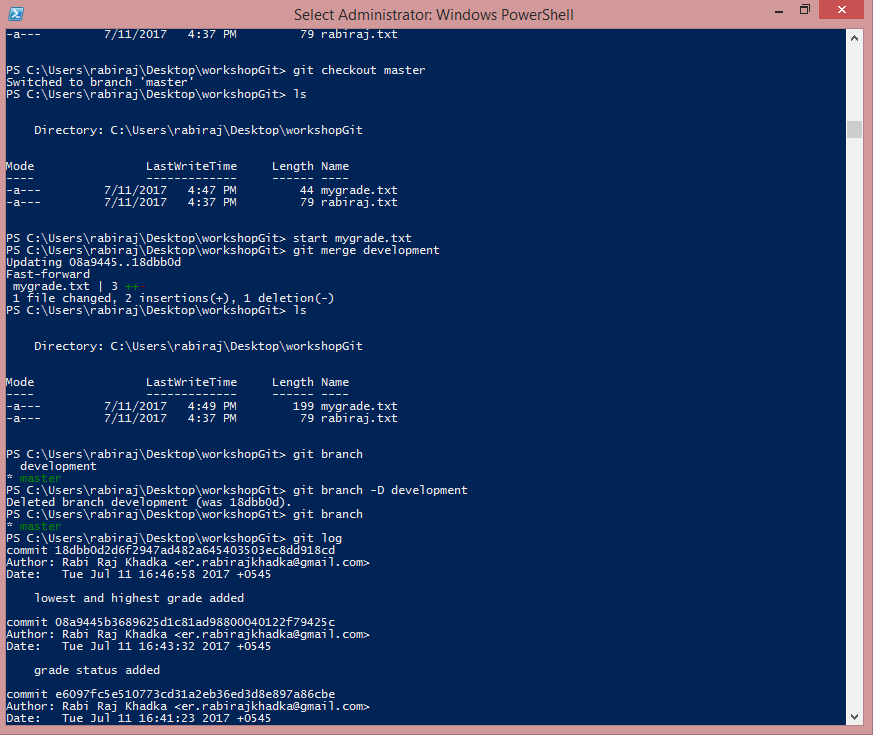 Select Administrator: Windows PowerShell
-a---         7/11/2017   4:37 PM         79 rabiraj.txt
PS C:\Users\rabiraj\Desktop\workshopGit> git checkout master
Switched to branch 'master'
PS C:\Users\rabiraj\Desktop\workshopGit> ls
    Directory: C:\Users\rabiraj\Desktop\workshopGit
Mode                LastWriteTime     Length Name
----                -------------     ------ ----
-a---         7/11/2017   4:47 PM         44 mygrade.txt
-a---         7/11/2017   4:37 PM         79 rabiraj.txt
PS C:\Users\rabiraj\Desktop\workshopGit> start mygrade.txt
PS C:\Users\rabiraj\Desktop\workshopGit> git merge development
Updating 08a9445..18dbb0d
Fast-forward
 mygrade.txt | 3 ++-
 1 file changed, 2 insertions(+), 1 deletion(-)
PS C:\Users\rabiraj\Desktop\workshopGit> ls
    Directory: C:\Users\rabiraj\Desktop\workshopGit
Mode                LastWriteTime     Length Name
----                -------------     ------ ----
-a---         7/11/2017   4:49 PM        199 mygrade.txt
-a---         7/11/2017   4:37 PM         79 rabiraj.txt
PS C:\Users\rabiraj\Desktop\workshopGit> git branch
  development
* master
PS C:\Users\rabiraj\Desktop\workshopGit> git branch -D development
Deleted branch development (was 18dbb0d).
PS C:\Users\rabiraj\Desktop\workshopGit> git branch
* master
PS C:\Users\rabiraj\Desktop\workshopGit> git log
commit 18dbb0d2d6f2947ad482a645403503ec8dd918cd
Author: Rabi Raj Khadka <er.rabirajkhadka@gmail.com>
Date:   Tue Jul 11 16:46:58 2017 +0545
    lowest and highest grade added
commit 08a9445b3689625d1c81ad98800040122f79425c
Author: Rabi Raj Khadka <er.rabirajkhadka@gmail.com>
Date:   Tue Jul 11 16:43:32 2017 +0545
    grade status added
commit e6097fc5e510773cd31a2eb36ed3d8e897a86cbe
Author: Rabi Raj Khadka <er.rabirajkhadka@gmail.com>
Date:   Tue Jul 11 16:41:23 2017 +0545